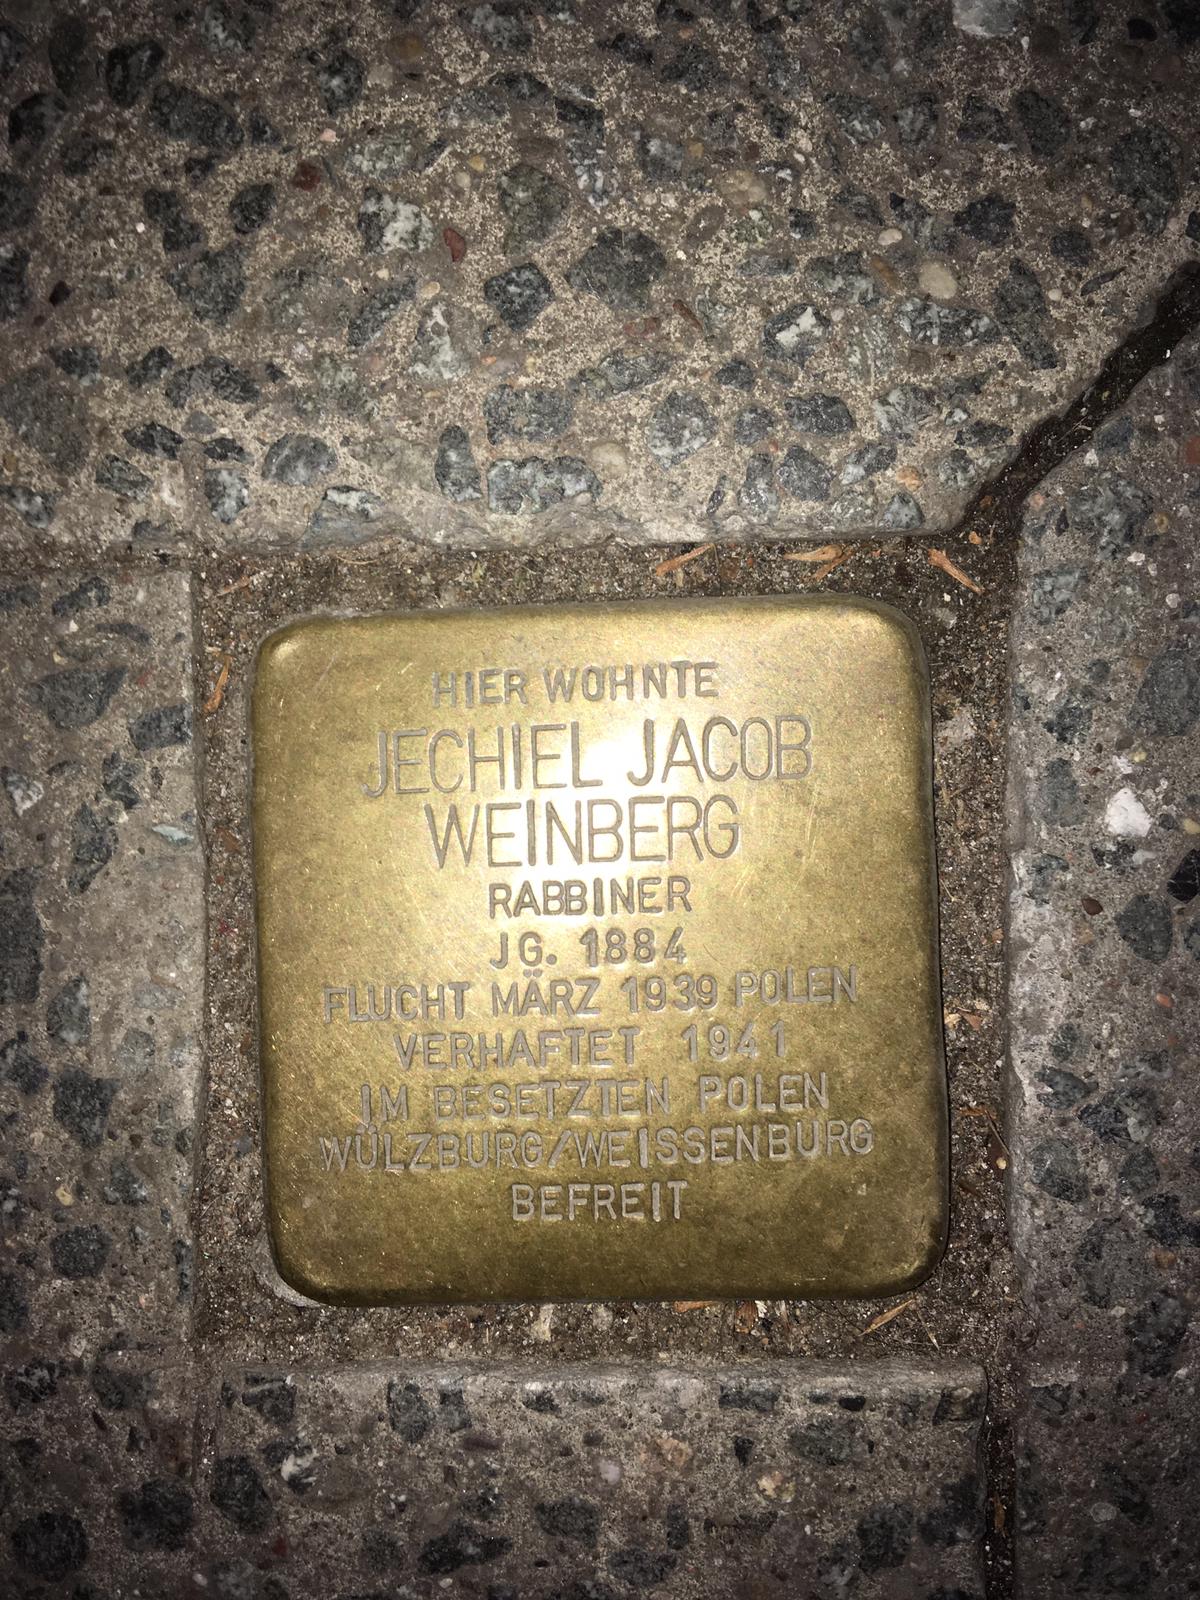 HIER WOHNTE
JECHIEL JACOB
WEINBERG
RABBINER
JG. 1884
FLUCHT MÄRZ 1939 POLEN
VERHAFTET 1941
IM BESETZTEN POLEN
WÜLZBURG/WEISSENBURG
BEFREIT